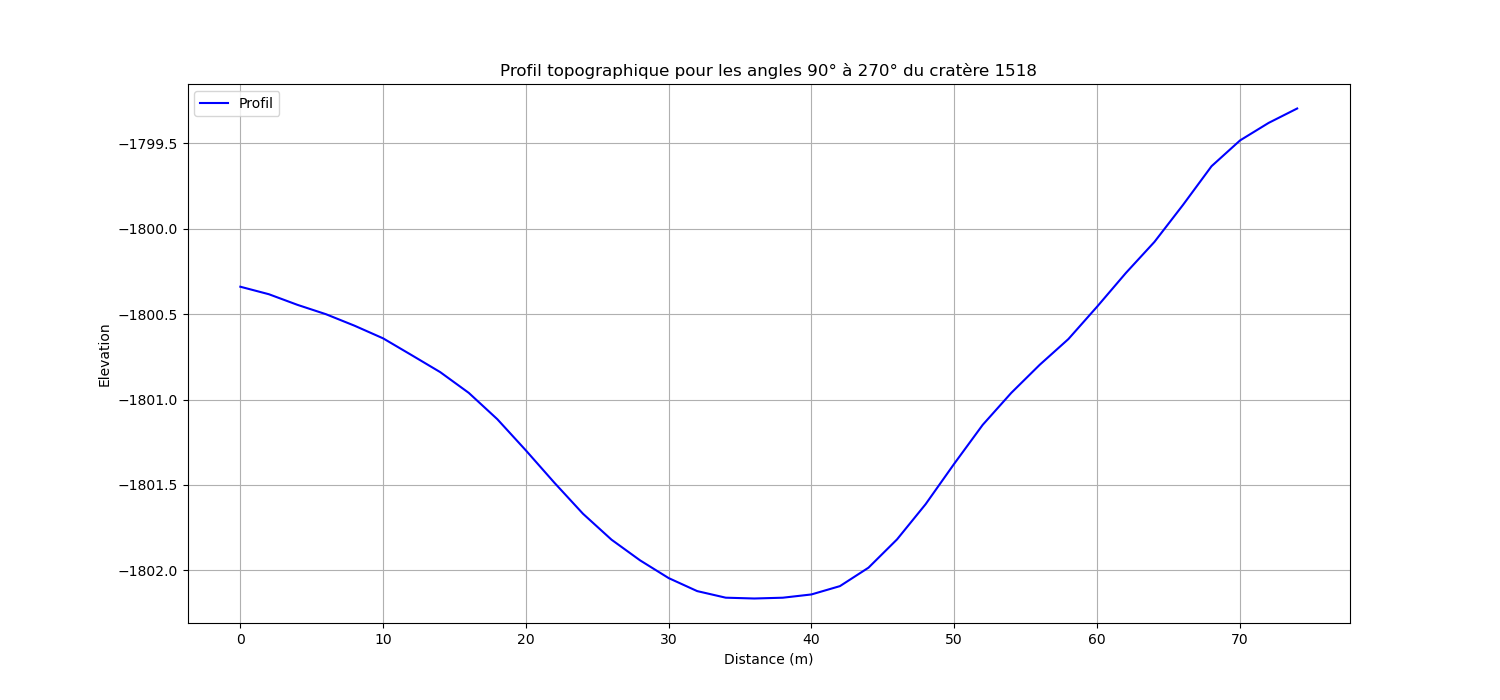 Profil topographique pour les angles 90° à 270° du cratère 1518
Profil
−1799.5
−1800.0
−1800.5
−1801.0
−1801.5
−1802.0
Elevation
0 10 20 30 40 50 60 70
Distance (m)